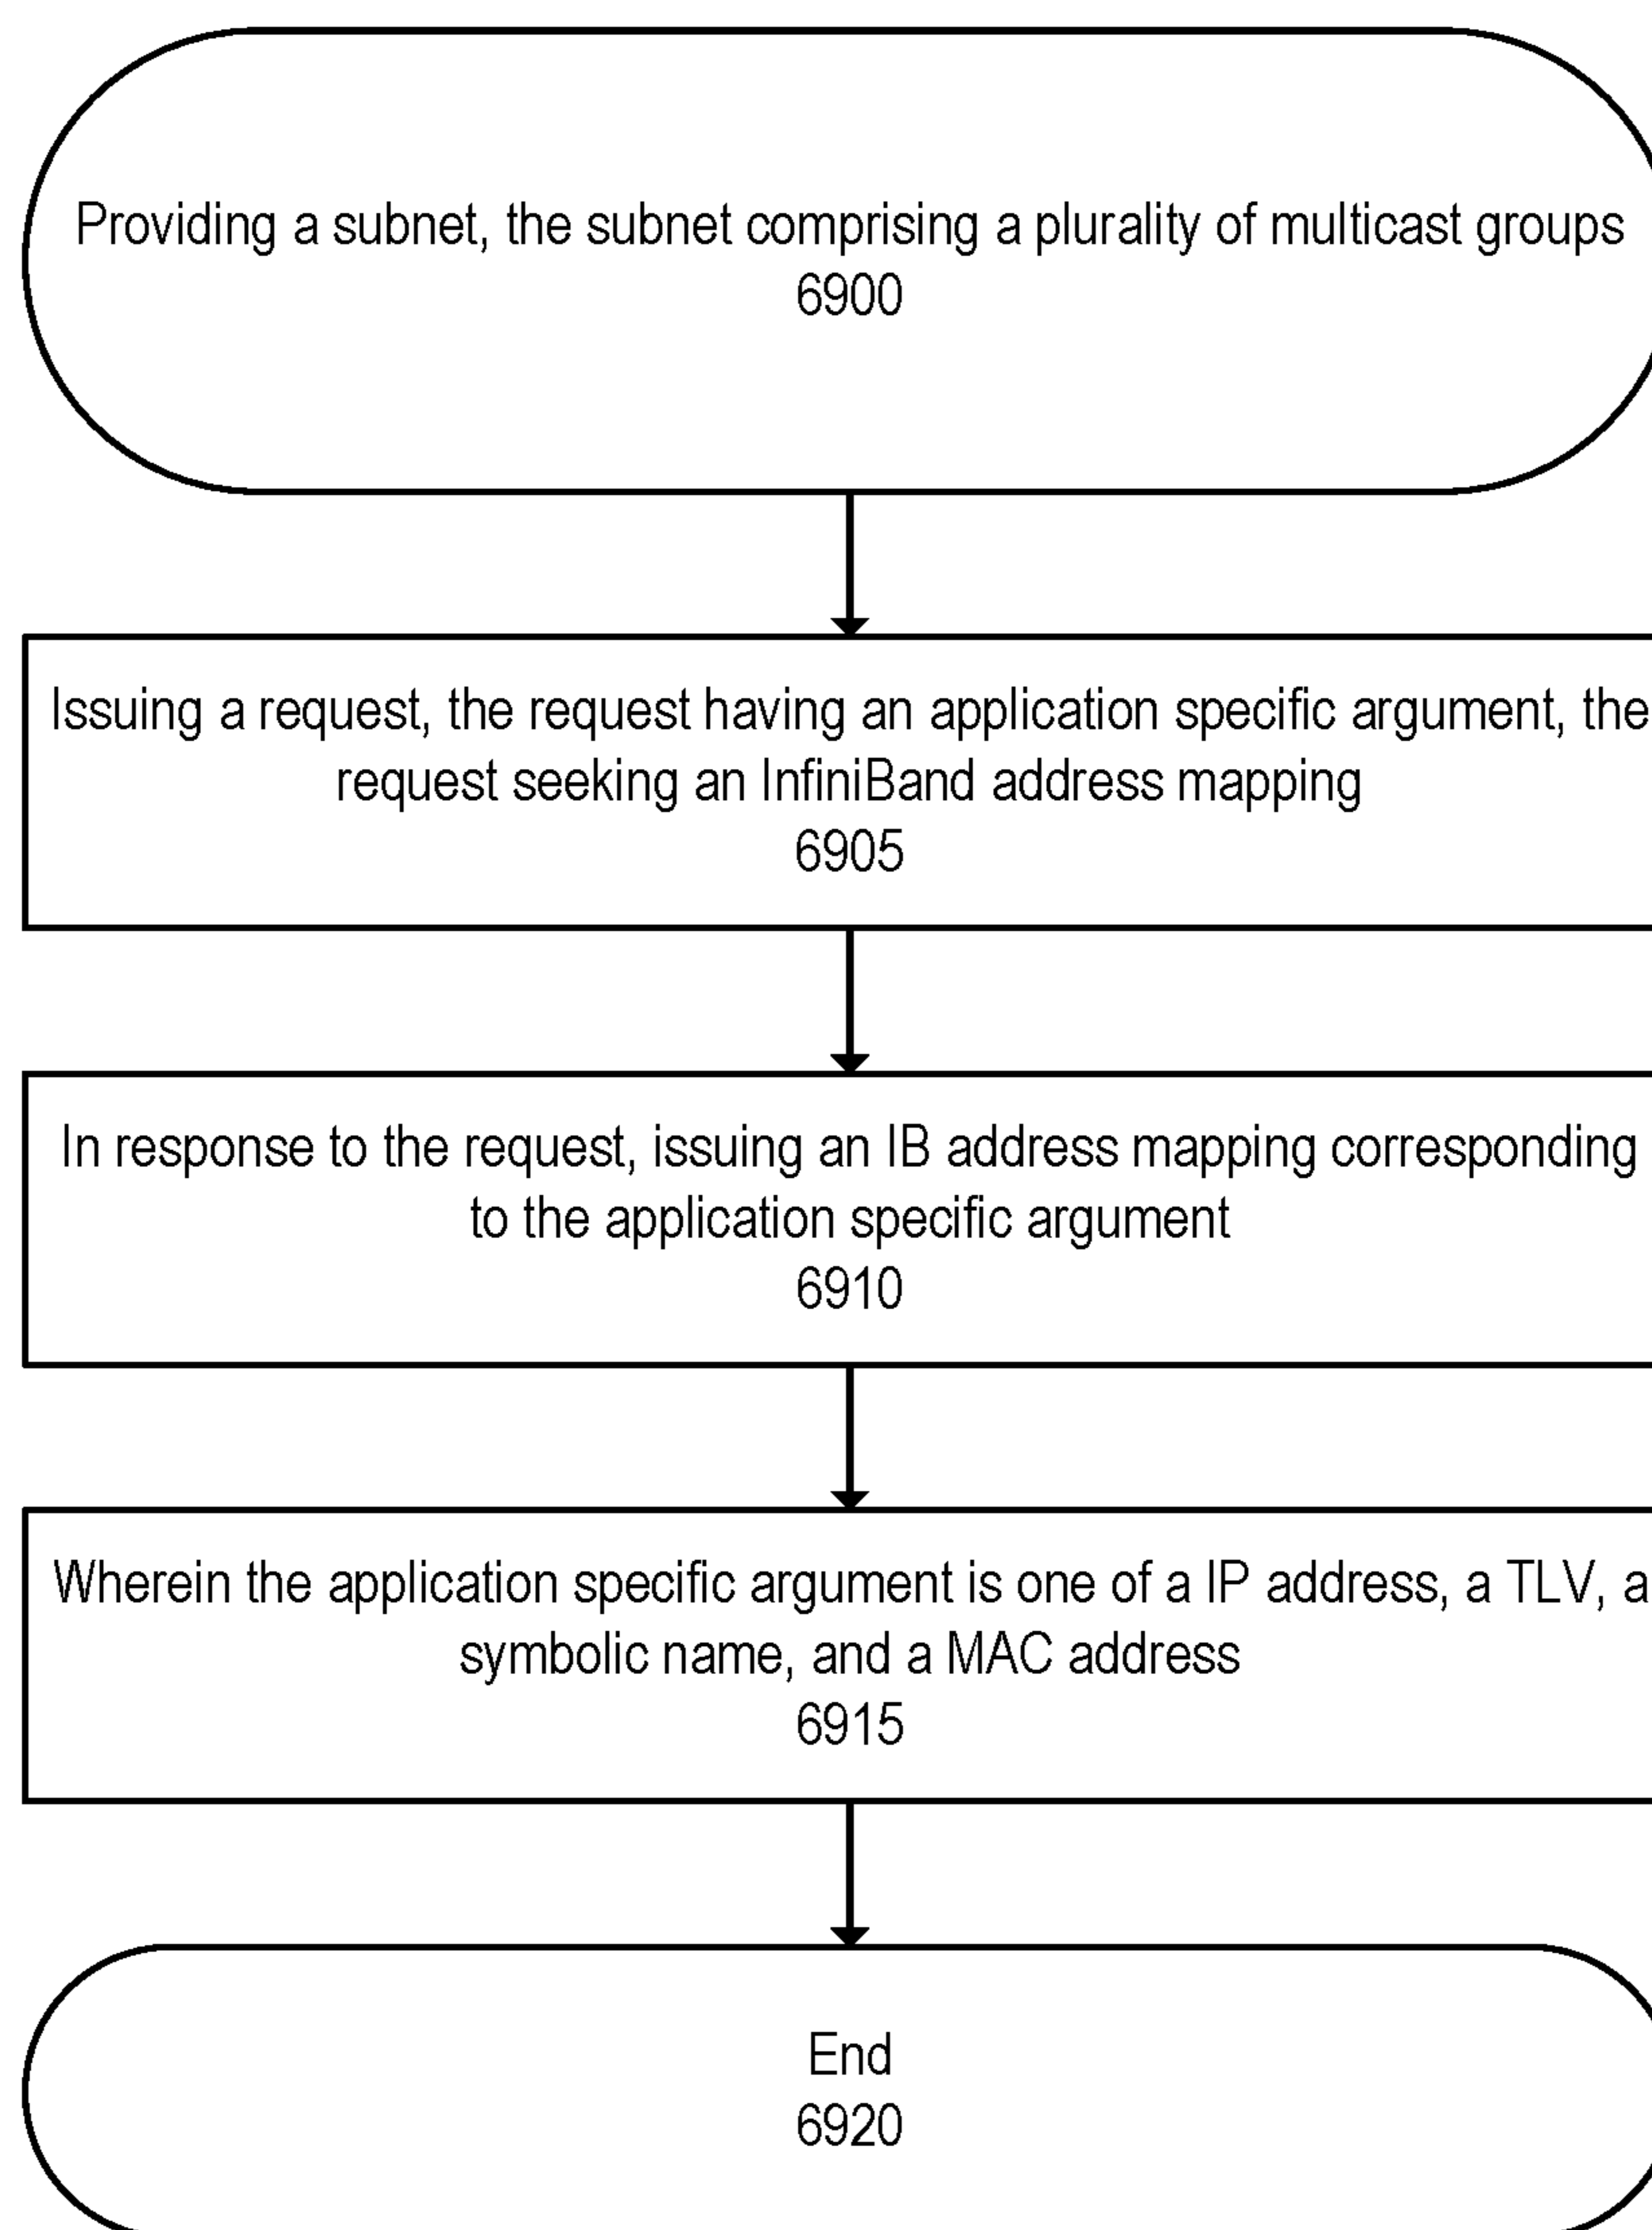 Providing a subnet, the subnet comprising a plurality of multicast groups
6900
Issuing a request, the request having an application specific argument, the
request seeking an InfiniBand address mapping
6905
In response to the request, issuing an IB address mapping corresponding
to the application specific argument
6910
Wherein the application specific argument is one of a IP address, a TLV, a
symbolic name, and a MAC address
6915
End
6920